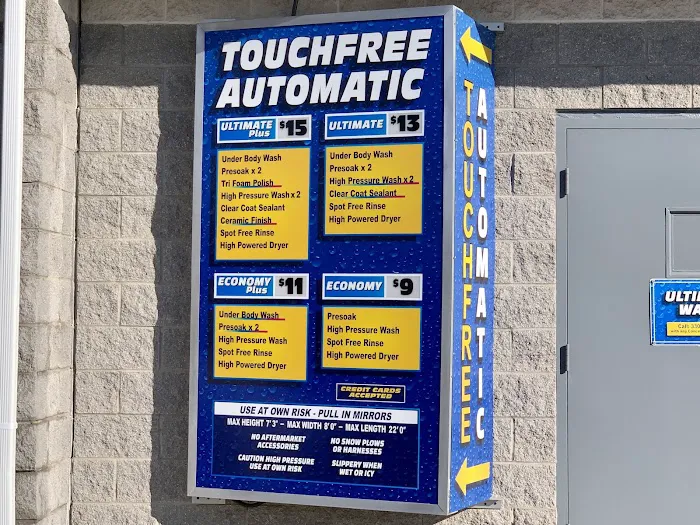 TOUCHFREE
AUTOMATIC
ULTIMATE
Plus
$15
Under Body Wash
Presoak x 2
Tri Foam Polish
High Pressure Wash x 2
Clear Coat Sealant
Ceramic Finish
Spot Free Rinse
High Powered Dryer
ULTIMATE
$13
Under Body Wash
Presoak x 2
High Pressure Wash x 2
Clear Coat Sealant
Spot Free Rinse
High Powered Dryer
ECONOMY
Plus
$11
Under Body Wash
Presoak x 2
High Pressure Wash
Spot Free Rinse
High Powered Dryer
ECONOMY
$9
Presoak
High Pressure Wash
Spot Free Rinse
High Powered Dryer
CREDIT CARDS
ACCEPTED
USE AT OWN RISK - PULL IN MIRRORS
MAX HEIGHT 7'3" - MAX WIDTH 8'0" - MAX LENGTH 22'0"
NO AFTERMARKET
ACCESSORIES
CAUTION HIGH PRESSURE
USE AT OWN RISK
NO SNOW PLOWS
OR HARNESSES
SLIPPERY WHEN
WET OR ICY
TOUCHFREE
AUTOMATIC
ULTI
WA